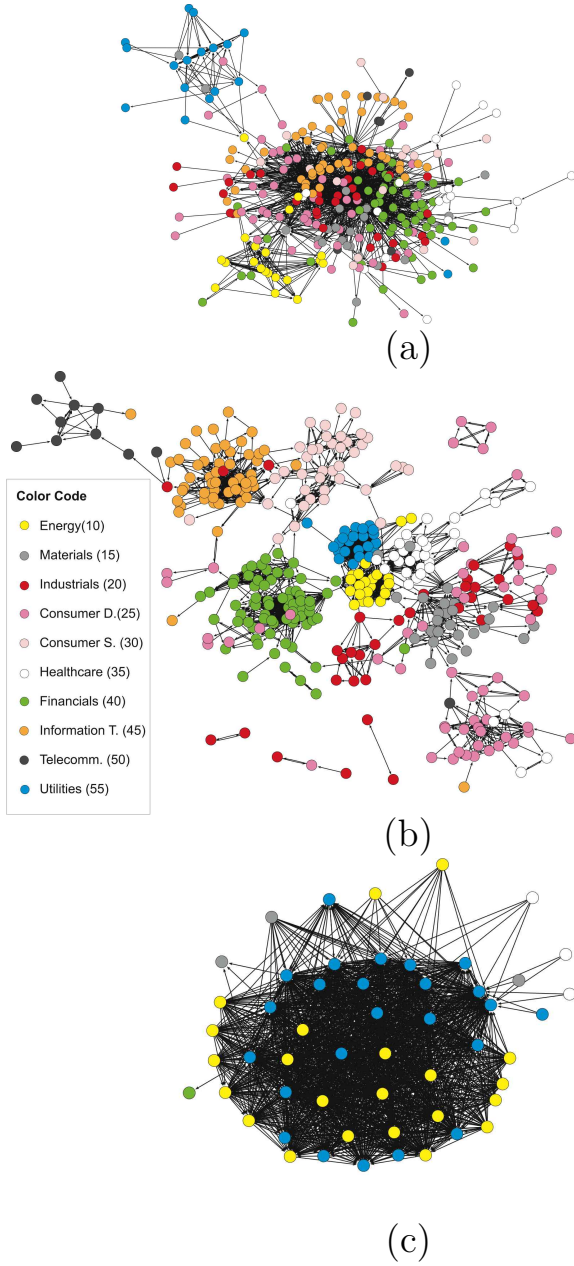 (a)
Color Code
Energy(10)
Materials (15)
Industrials (20)
Consumer D.(25)
Consumer S. (30)
Healthcare (35)
Financials (40)
Information T. (45)
Telecomm. (50)
Utilities (55)
(b)
(c)